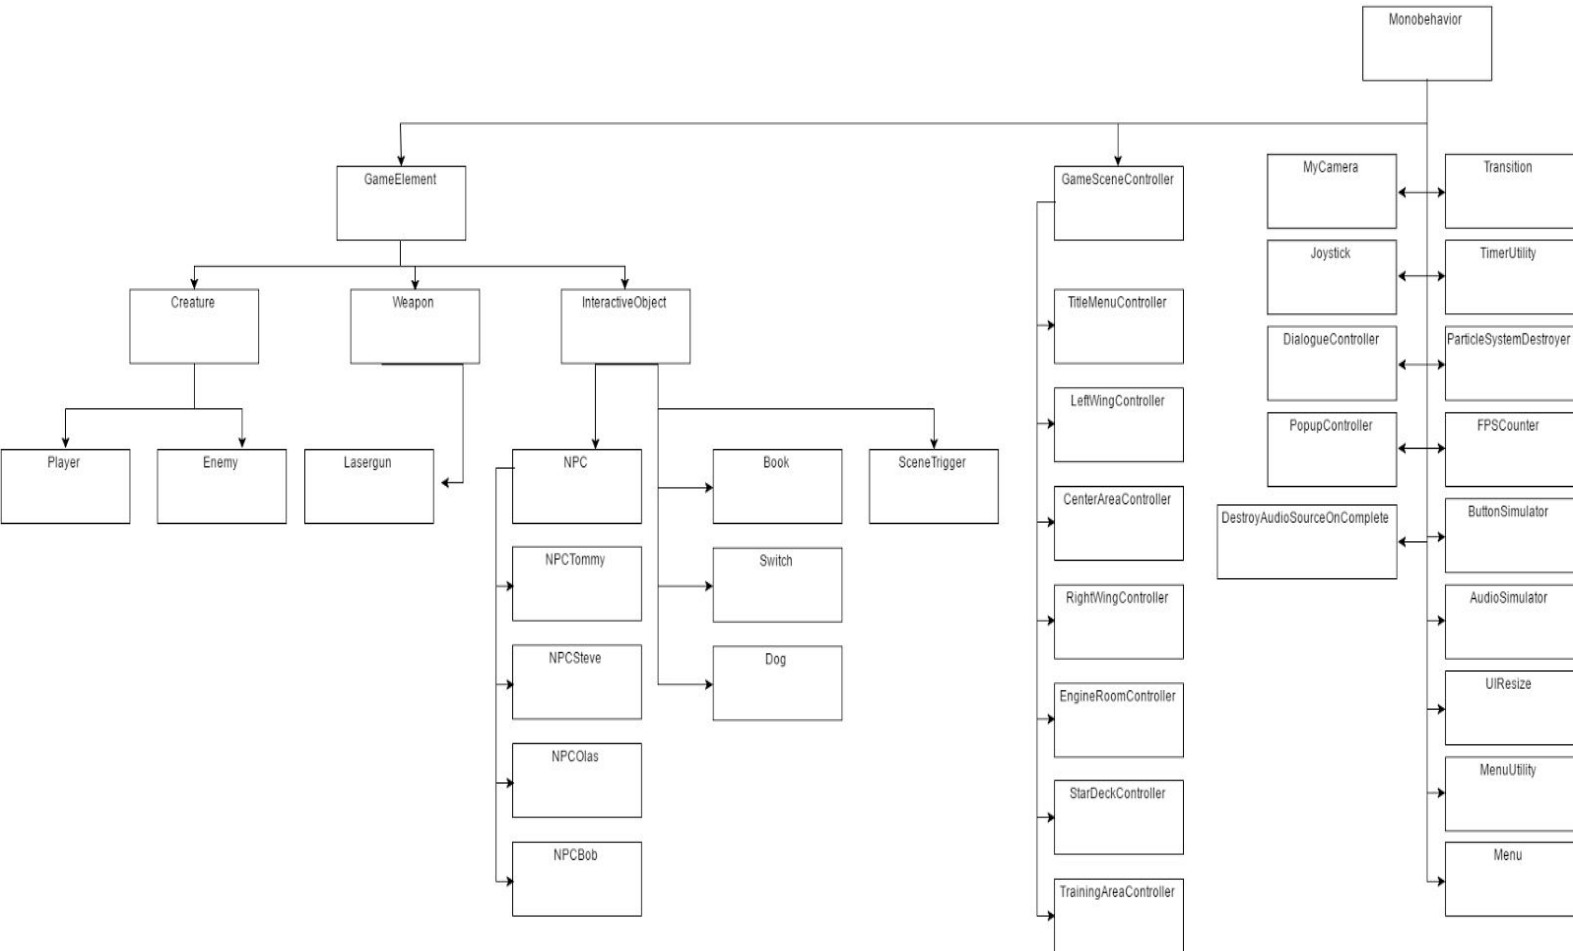 Monobehavior
GameElement
GameSceneController
MyCamera
Transition
Joystick
TimerUtility
Creature
Weapon
InteractiveObject
TitleMenuController
DialogueController
ParticleSystemDestroyer
LeftWingController
PopupController
FPSCounter
Player
Enemy
Lasergun
NPC
Book
SceneTrigger
CenterAreaController
DestroyAudioSourceOnComplete
ButtonSimulator
NPCTommy
Switch
RightWingController
AudioSimulator
NPCSteve
Dog
EngineRoomController
UIResize
NPCOlas
StarDeckController
MenuUtility
NPCBob
TrainingAreaController
Menu